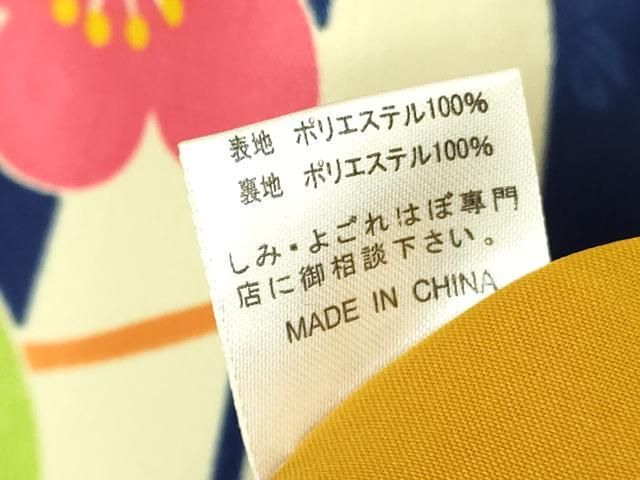 表地 ポリエステル100%
裏地 ポリエステル100%
しみ・よごれはぼ專門
店に御相談下さい。
MADE IN CHINA